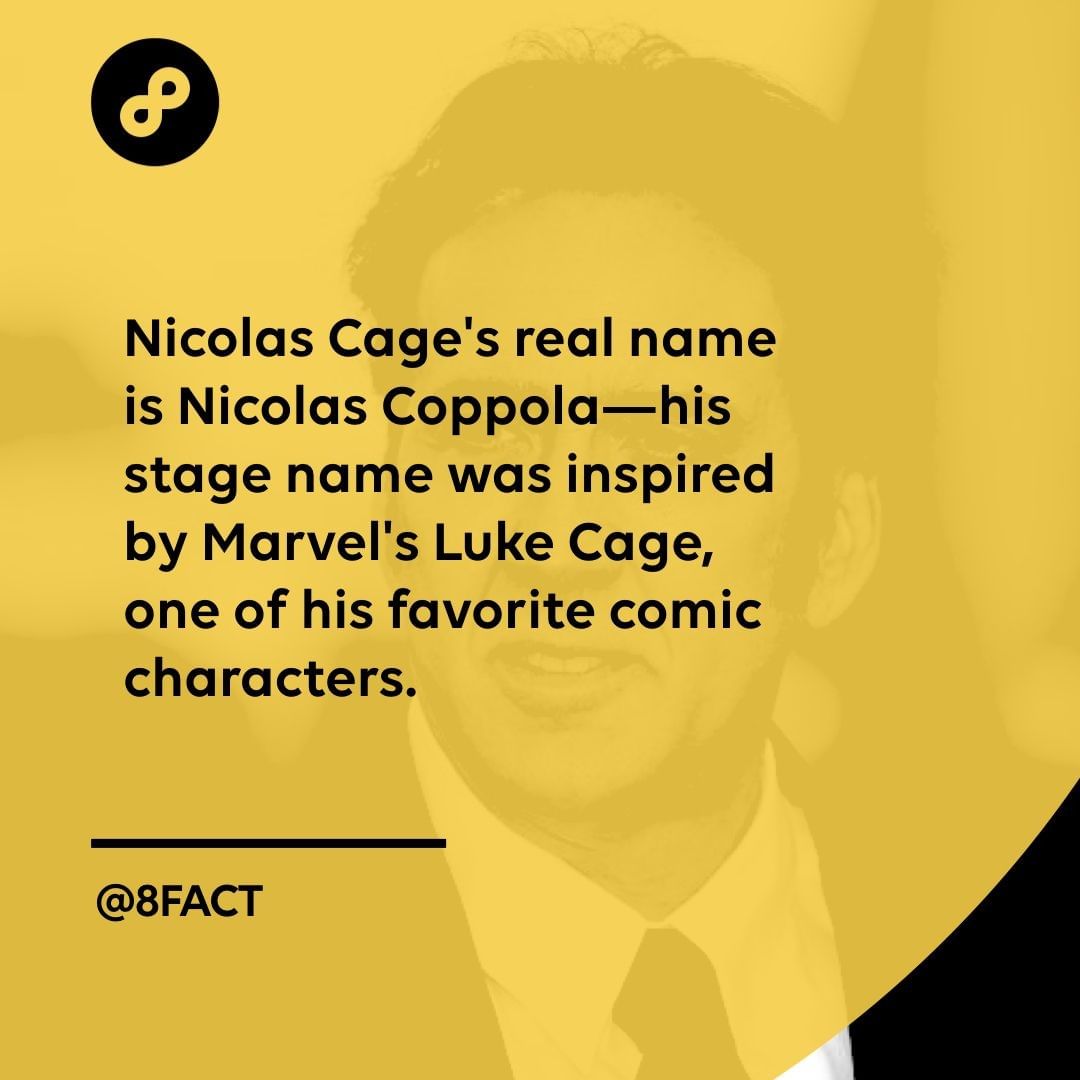 Nicolas Cage's real name
is Nicolas Coppola—his
stage name was inspired
by Marvel's Luke Cage,
one of his favorite comic
characters.
@8FACT